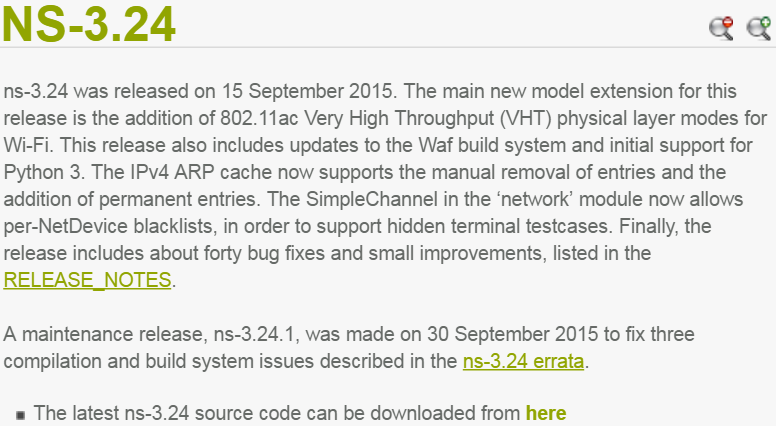 NS-3.24
ns-3.24 was released on 15 September 2015. The main new model extension for this
release is the addition of 802.11ac Very High Throughput (VHT) physical layer modes for
Wi-Fi. This release also includes updates to the Waf build system and initial support for
Python 3. The IPv4 ARP cache now supports the manual removal of entries and the
addition of permanent entries. The SimpleChannel in the ‘network’ module now allows
per-NetDevice blacklists, in order to support hidden terminal testcases. Finally, the
release includes about forty bug fixes and small improvements, listed in the
RELEASE_NOTES.
A maintenance release, ns-3.24.1, was made on 30 September 2015 to fix three
compilation and build system issues described in the ns-3.24 errata.
The latest ns-3.24 source code can be downloaded from here